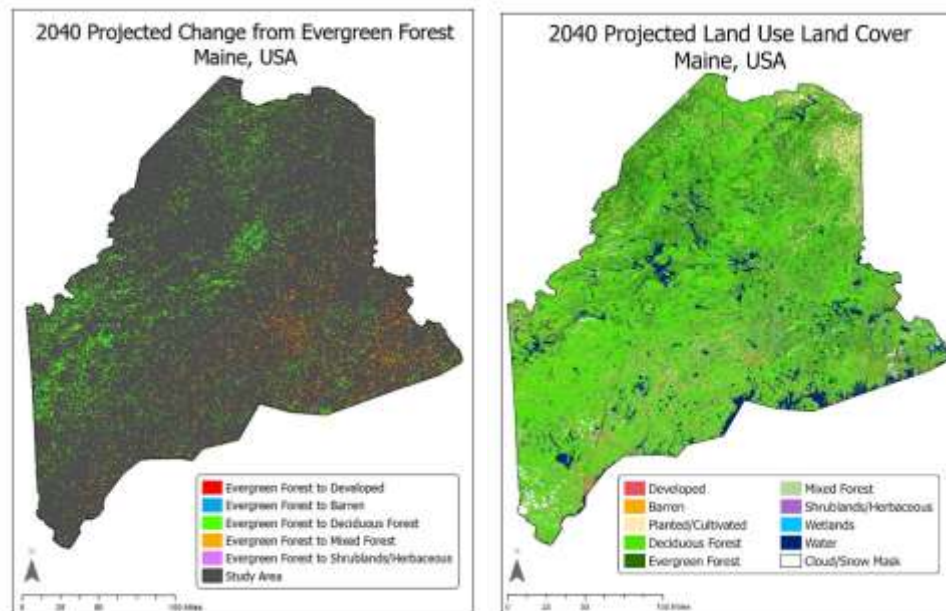 2040 Projected Change from Evergreen Forest
Maine, USA
Evergreen Forest to Developed
Evergreen Forest to Barren
Evergreen Forest to Deciduous Forest
Evergreen Forest to Mixed Forest
Evergreen Forest to Shrublands/Herbaceous
Study Area
2040 Projected Land Use Land Cover
Maine, USA
Developed
Barren
Planted/Cultivated
Deciduous Forest
Evergreen Forest
Mixed Forest
Shrublands/Herbaceous
Wetlands
Water
Cloud/Snow Mask